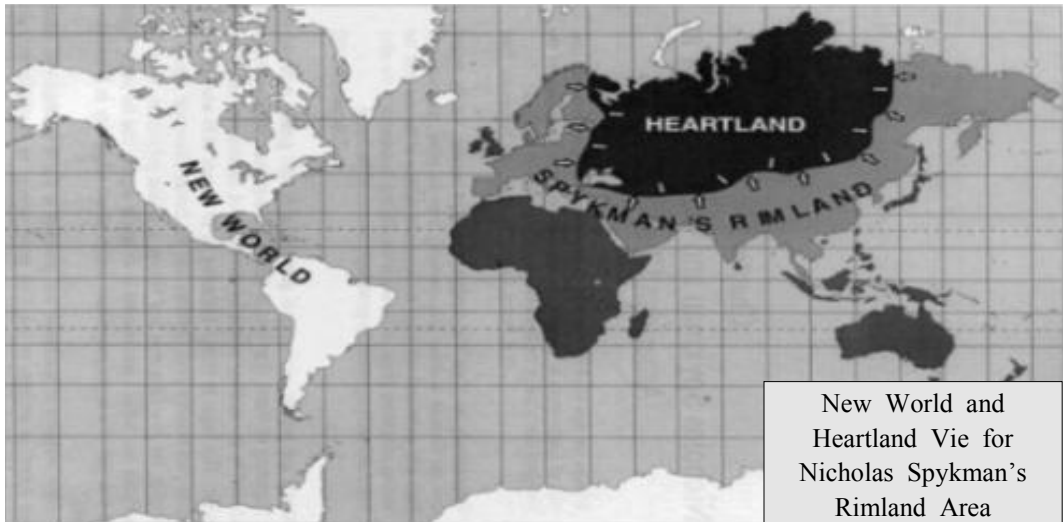 HEARTLAND
SPYKMAN'S RIMLAND
NEW WORLD
New World and
Heartland Vie for
Nicholas Spykman's
Rimland Area